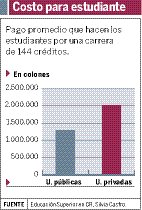 Costo para estudiante
Pago promedio que hacen los
estudiantes por una carrera
de 144 créditos.
En colones
2,500.000
2,000.000
1,500.000
1,000.000
500.000
0
U. públicas U. privadas
FUENTE Educación Superior en CR, Silvia Castro.